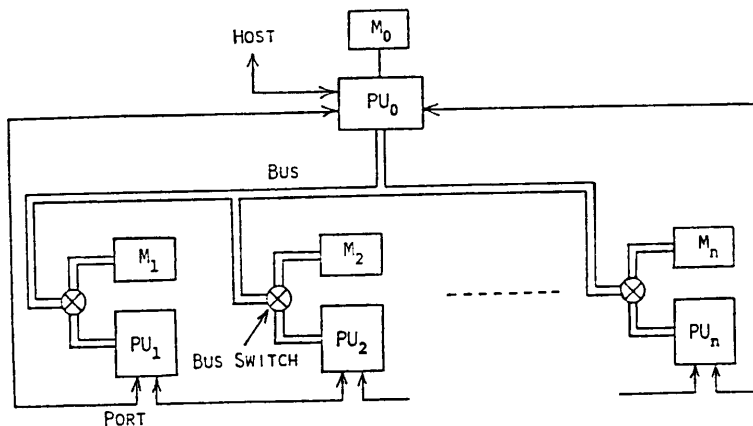 M₀
HOST
PU₀
BUS
M₁
M₂
Mₙ
PU₁
PU₂
PUₙ
BUS SWITCH
PORT